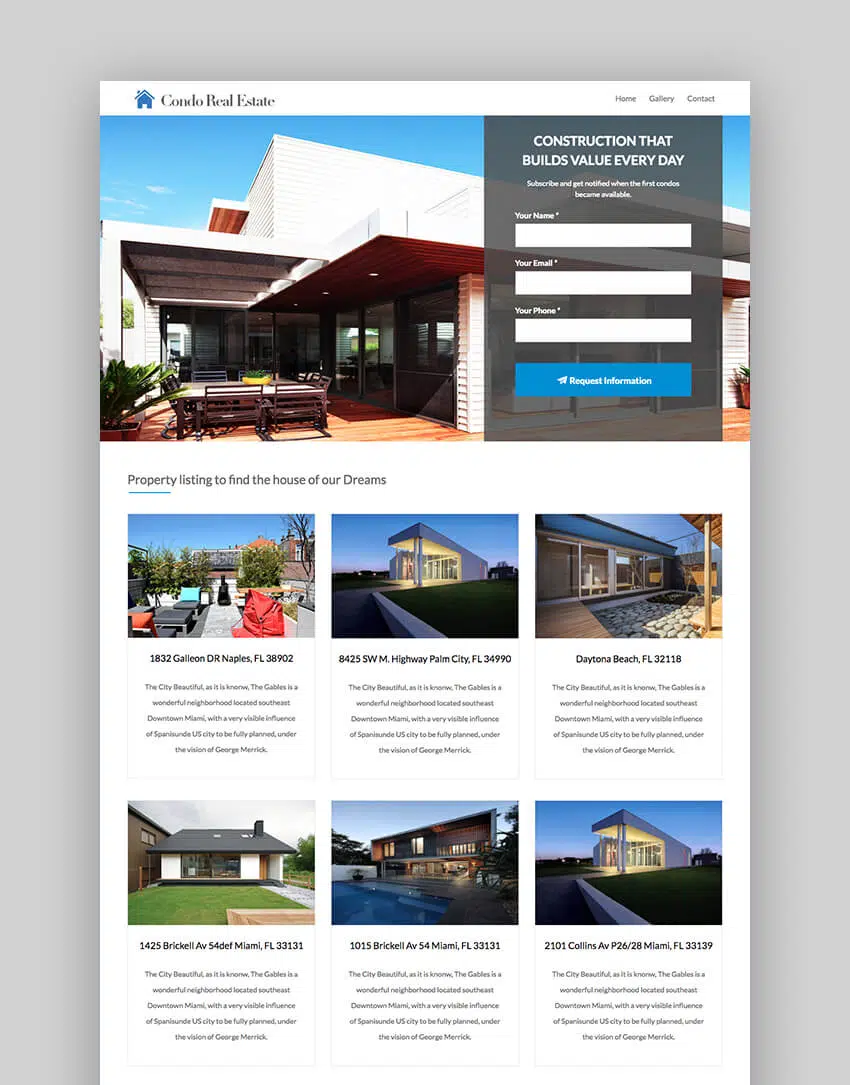 Condo Real Estate
Home Gallery Contact
CONSTRUCTION THAT
BUILDS VALUE EVERY DAY
Subscribe and get notified when the first condos
became available.
Your Name *
Your Email *
Your Phone *
Request Information
Property listing to find the house of our Dreams
1832 Galleon DR Naples, FL 38902
The City Beautiful, as it is knonw, The Gables is a
wonderful neighborhood located southeast
Downtown Miami, with a very visible influence
of Spanisunde US city to be fully planned, under
the vision of George Merrick.
8425 SW M. Highway Palm City, FL 34990
The City Beautiful, as it is knonw, The Gables is a
wonderful neighborhood located southeast
Downtown Miami, with a very visible influence
of Spanisunde US city to be fully planned, under
the vision of George Merrick.
Daytona Beach, FL 32118
The City Beautiful, as it is knonw, The Gables is a
wonderful neighborhood located southeast
Downtown Miami, with a very visible influence
of Spanisunde US city to be fully planned, under
the vision of George Merrick.
1425 Brickell Av 54def Miami, FL 33131
The City Beautiful, as it is knonw, The Gables is a
wonderful neighborhood located southeast
Downtown Miami, with a very visible influence
of Spanisunde US city to be fully planned, under
the vision of George Merrick.
1015 Brickell Av 54 Miami, FL 33131
The City Beautiful, as it is knonw, The Gables is a
wonderful neighborhood located southeast
Downtown Miami, with a very visible influence
of Spanisunde US city to be fully planned, under
the vision of George Merrick.
2101 Collins Av P26/28 Miami, FL 33139
The City Beautiful, as it is knonw, The Gables is a
wonderful neighborhood located southeast
Downtown Miami, with a very visible influence
of Spanisunde US city to be fully planned, under
the vision of George Merrick.